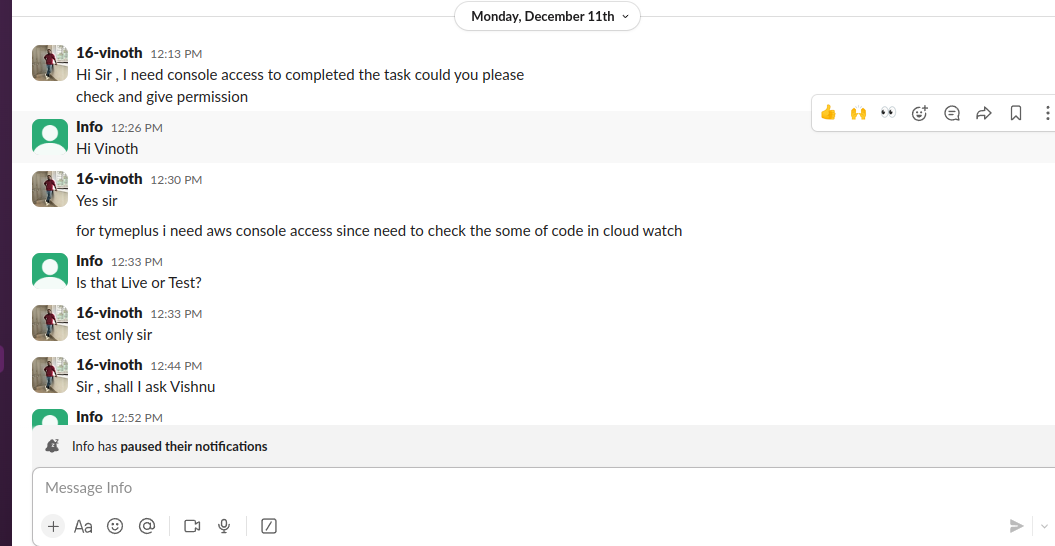 Monday, December 11th
16-vinoth 12:13 PM
Hi Sir , I need console access to completed the task could you please
check and give permission
Info 12:26 PM
Hi Vinoth
16-vinoth 12:30 PM
Yes sir
for tymeplus i need aws console access since need to check the some of code in cloud watch
Info 12:33 PM
Is that Live or Test?
16-vinoth 12:33 PM
test only sir
16-vinoth 12:44 PM
Sir , shall I ask Vishnu
Info 12:52 PM
Info has paused their notifications
Message Info
Aa